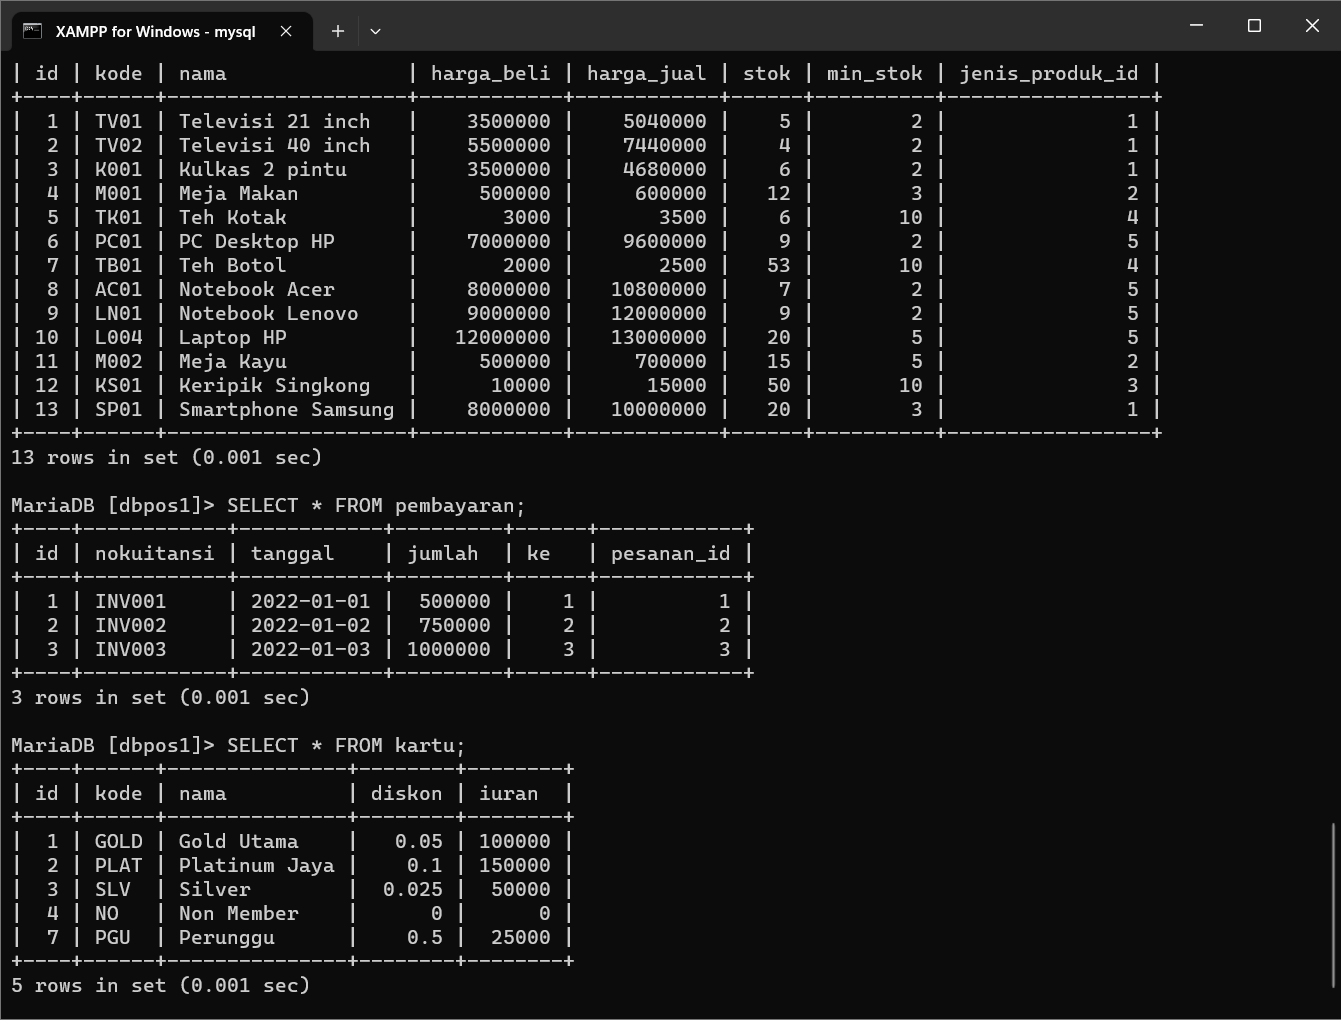 XAMPP for Windows - mysql
| id | kode | nama               | harga_beli | harga_jual | stok | min_stok | jenis_produk_id |
+----+------+--------------------+------------+------------+------+----------+-----------------+
|  1 | TV01 | Televisi 21 inch   |    3500000 |    5040000 |    5 |        2 |               1 |
|  2 | TV02 | Televisi 40 inch   |    5500000 |    7440000 |    4 |        2 |               1 |
|  3 | K001 | Kulkas 2 pintu     |    3500000 |    4680000 |    6 |        2 |               1 |
|  4 | M001 | Meja Makan         |     500000 |     600000 |   12 |        3 |               2 |
|  5 | TK01 | Teh Kotak          |       3000 |       3500 |    6 |       10 |               4 |
|  6 | PC01 | PC Desktop HP      |    7000000 |    9600000 |    9 |        2 |               5 |
|  7 | TB01 | Teh Botol          |       2000 |       2500 |   53 |       10 |               4 |
|  8 | AC01 | Notebook Acer      |    8000000 |   10800000 |    7 |        2 |               5 |
|  9 | LN01 | Notebook Lenovo    |    9000000 |   12000000 |    9 |        2 |               5 |
| 10 | L004 | Laptop HP          |   12000000 |   13000000 |   20 |        5 |               5 |
| 11 | M002 | Meja Kayu          |     500000 |     700000 |   15 |        5 |               2 |
| 12 | KS01 | Keripik Singkong   |      10000 |      15000 |   50 |       10 |               3 |
| 13 | SP01 | Smartphone Samsung |    8000000 |   10000000 |   20 |        3 |               1 |
+----+------+--------------------+------------+------------+------+----------+-----------------+
13 rows in set (0.001 sec)

MariaDB [dbpos1]> SELECT * FROM pembayaran;
+----+------------+------------+---------+------+------------+
| id | nokuitansi | tanggal    | jumlah  | ke   | pesanan_id |
+----+------------+------------+---------+------+------------+
|  1 | INV001     | 2022-01-01 |  500000 |    1 |          1 |
|  2 | INV002     | 2022-01-02 |  750000 |    2 |          2 |
|  3 | INV003     | 2022-01-03 | 1000000 |    3 |          3 |
+----+------------+------------+---------+------+------------+
3 rows in set (0.001 sec)

MariaDB [dbpos1]> SELECT * FROM kartu;
+----+------+---------------+--------+--------+
| id | kode | nama          | diskon | iuran  |
+----+------+---------------+--------+--------+
|  1 | GOLD | Gold Utama    |   0.05 | 100000 |
|  2 | PLAT | Platinum Jaya |    0.1 | 150000 |
|  3 | SLV  | Silver        |  0.025 |  50000 |
|  4 | NO   | Non Member    |      0 |      0 |
|  7 | PGU  | Perunggu      |    0.5 |  25000 |
+----+------+---------------+--------+--------+
5 rows in set (0.001 sec)